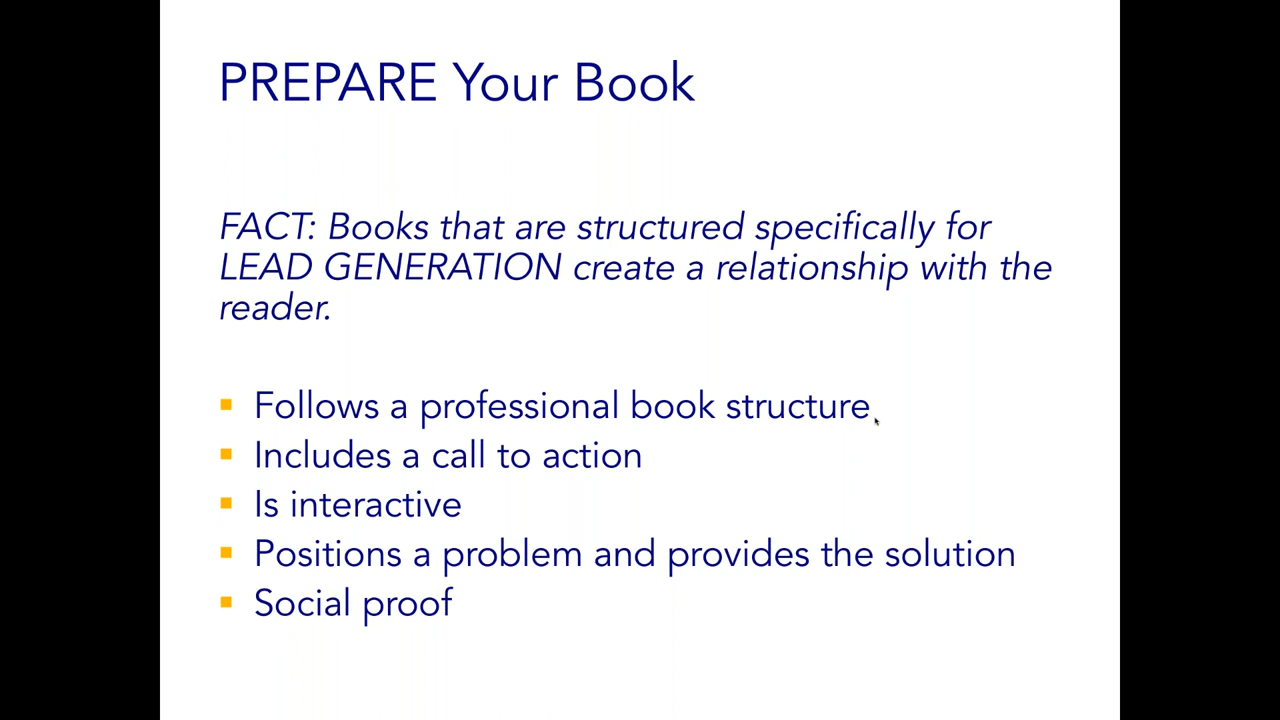 PREPARE Your Book
FACT: Books that are structured specifically for
LEAD GENERATION create a relationship with the
reader.
Follows a professional book structure
Includes a call to action
Is interactive
Positions a problem and provides the solution
Social proof